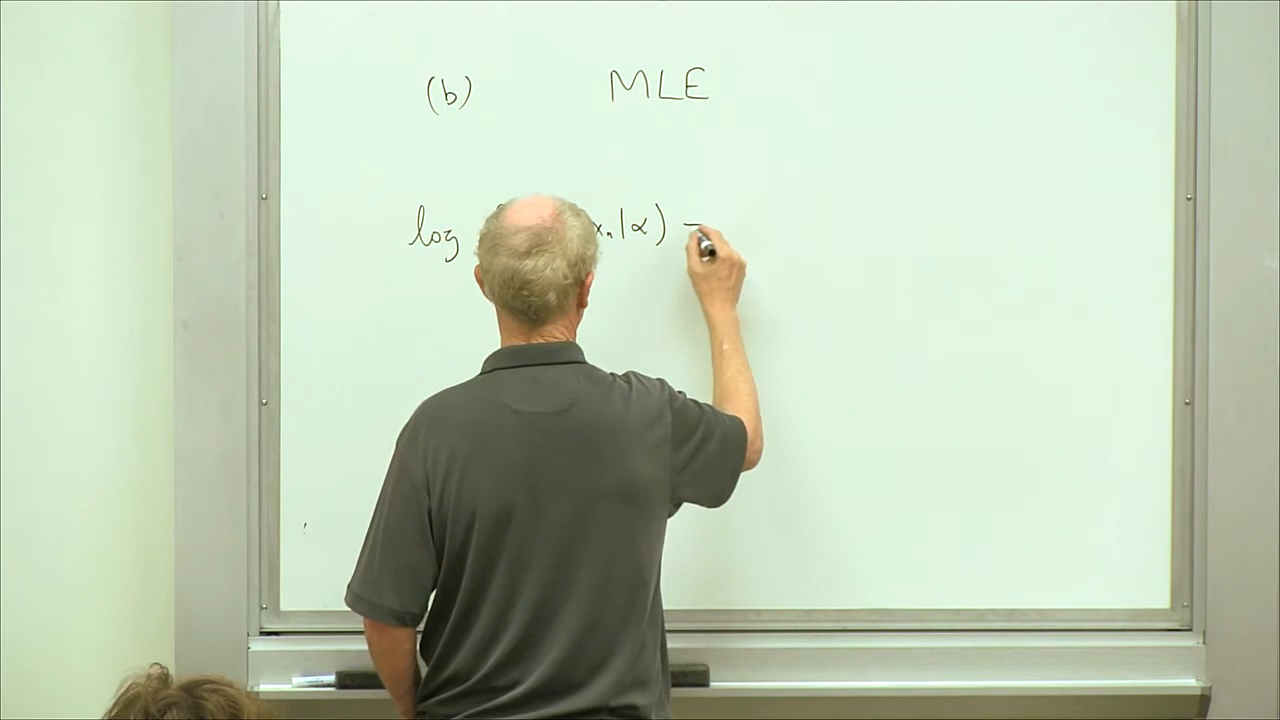 (b) MLE
log xₙ|α) =